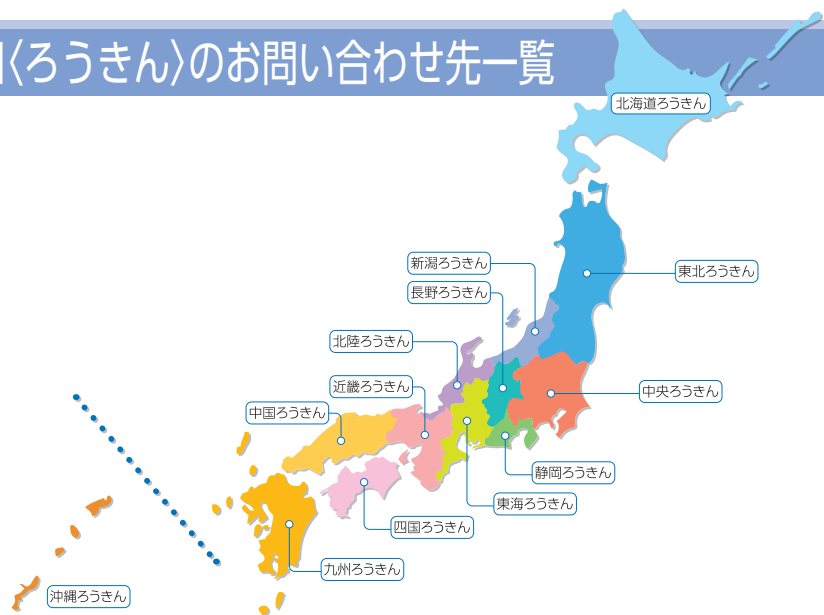 〈ろうきん〉のお問い合わせ先一覧
北海道ろうきん
新潟ろうきん
東北ろうきん
長野ろうきん
北陸ろうきん
近畿ろうきん
中央ろうきん
中国ろうきん
静岡ろうきん
東海ろうきん
四国ろうきん
九州ろうきん
沖縄ろうきん